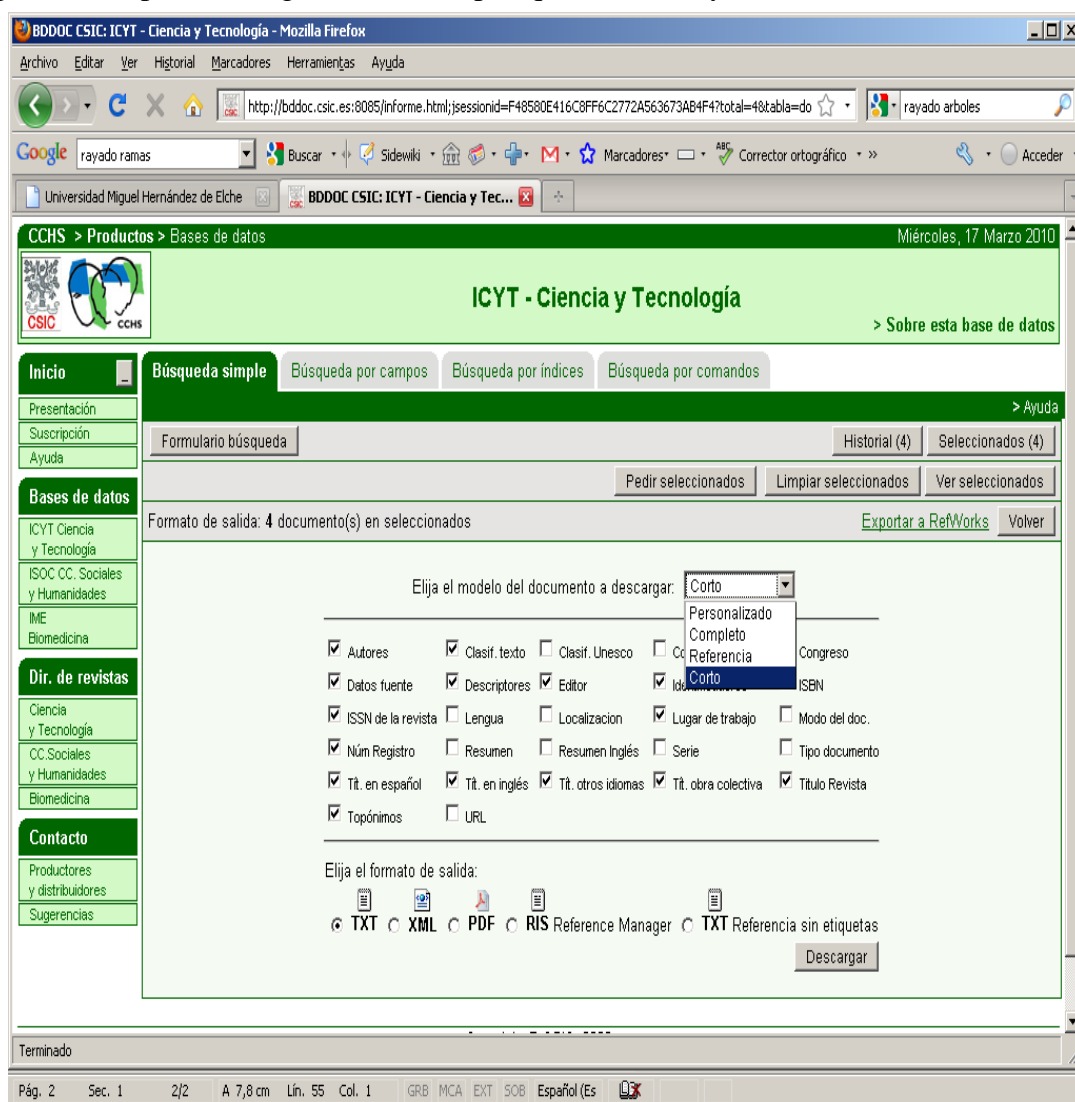 BDDOC CSIC: ICYT - Ciencia y Tecnología - Mozilla Firefox
Archivo Editar Ver Historial Marcadores Herramientas Ayuda
http://bddoc.csic.es:8085/informe.html;jsessionid=F48580E416C8FF6C2772A563673AB4F4?total=4&tabla=do rayado arboles
Google rayado ramas Buscar Sidewiki Marcadores Corrector ortográfico » Acceder
Universidad Miguel Hernández de Elche BDDOC CSIC: ICYT - Ciencia y Tec...
CCHS > Productos > Bases de datos Miércoles, 17 Marzo 2010
CSIC CCHS
ICYT - Ciencia y Tecnología
> Sobre esta base de datos
Inicio
Presentación
Suscripción
Ayuda
Bases de datos
ICYT Ciencia
y Tecnología
ISOC CC. Sociales
y Humanidades
IME
Biomedicina
Dir. de revistas
Ciencia
y Tecnología
CC.Sociales
y Humanidades
Biomedicina
Contacto
Productores
y distribuidores
Sugerencias
Búsqueda simple Búsqueda por campos Búsqueda por índices Búsqueda por comandos
> Ayuda
Formulario búsqueda Historial (4) Seleccionados (4)
Pedir seleccionados Limpiar seleccionados Ver seleccionados
Formato de salida: 4 documento(s) en seleccionados Exportar a RefWorks Volver
Elija el modelo del documento a descargar: Corto
Personalizado
Completo
Referencia
Corto
Autores Clasif. texto Clasif. Unesco Congreso
Datos fuente Descriptores Editor ISBN
ISSN de la revista Lengua Localizacion Lugar de trabajo Modo del doc.
Núm Registro Resumen Resumen Inglés Serie Tipo documento
Tít. en español Tít. en inglés Tít. otros idiomas Tít. obra colectiva Titulo Revista
Topónimos URL
Elija el formato de salida:
TXT XML PDF RIS Reference Manager TXT Referencia sin etiquetas
Descargar
Terminado
Pág. 2 Sec. 1 2/2 A 7,8 cm Lín. 55 Col. 1 GRB MCA EXT SOB Español (Es